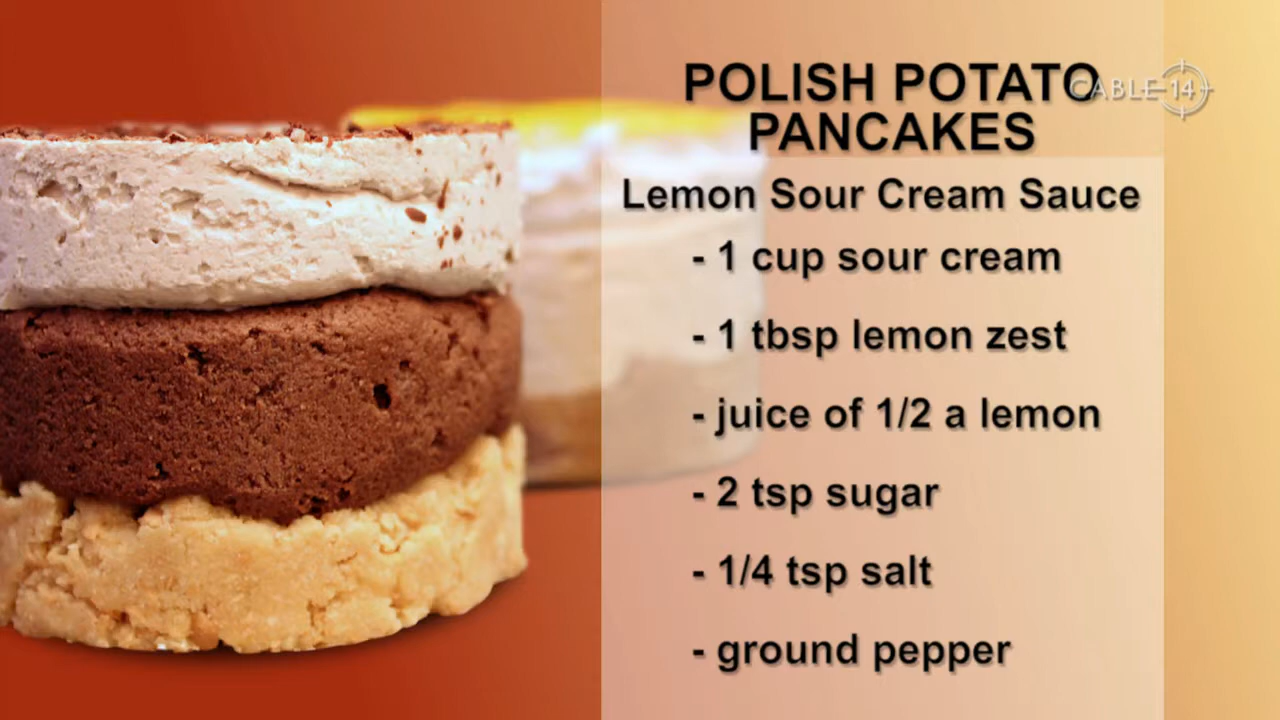 POLISH POTATO
PANCAKES
CABLE 14
Lemon Sour Cream Sauce
- 1 cup sour cream
- 1 tbsp lemon zest
- juice of 1/2 a lemon
- 2 tsp sugar
- 1/4 tsp salt
- ground pepper